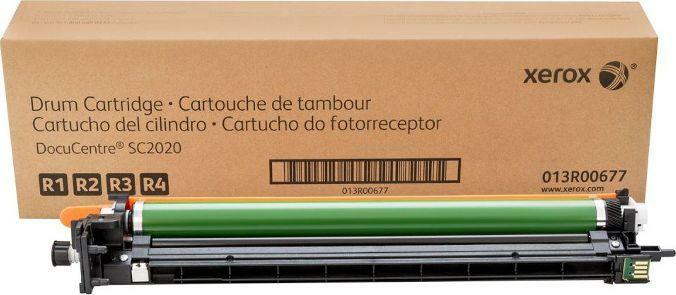 xerox
Drum Cartridge • Cartouche de tambour
Cartucho del cilindro • Cartucho do fotorreceptor
DocuCentre® SC2020
R1 R2 R3 R4
013R00677
013R00677
www.xerox.com